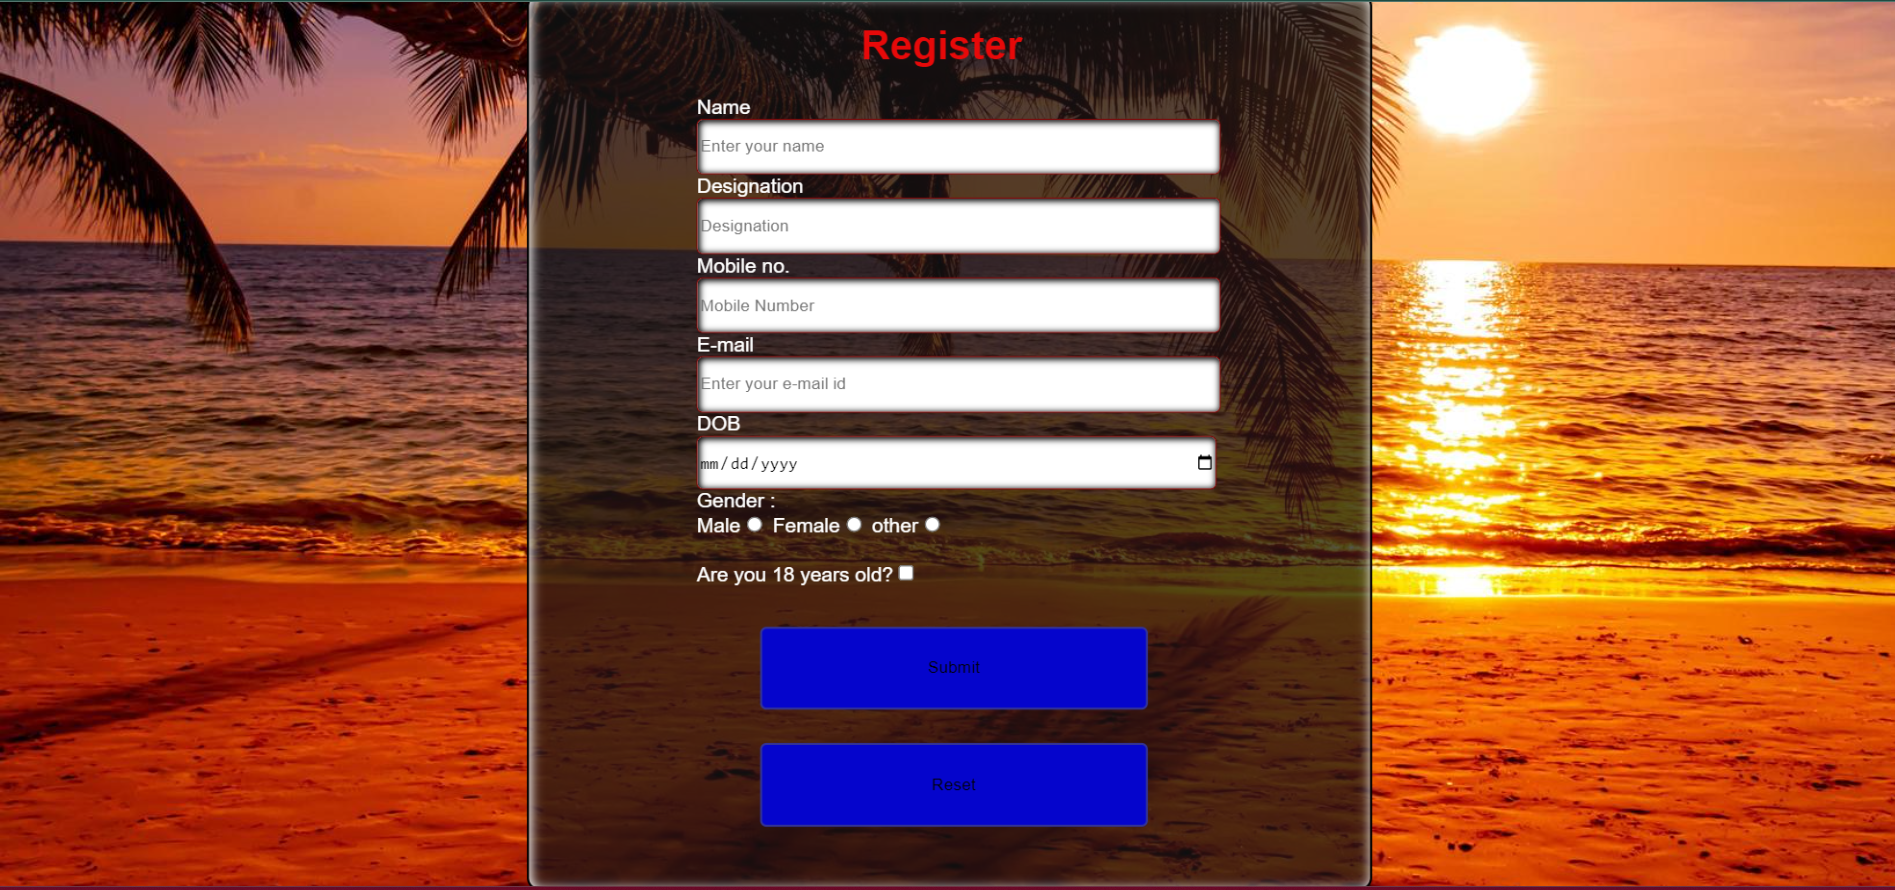 Register
Name
Enter your name
Designation
Designation
Mobile no.
Mobile Number
E-mail
Enter your e-mail id
DOB
mm/dd/yyyy
Gender :
Male Female other
Are you 18 years old?
Submit
Reset